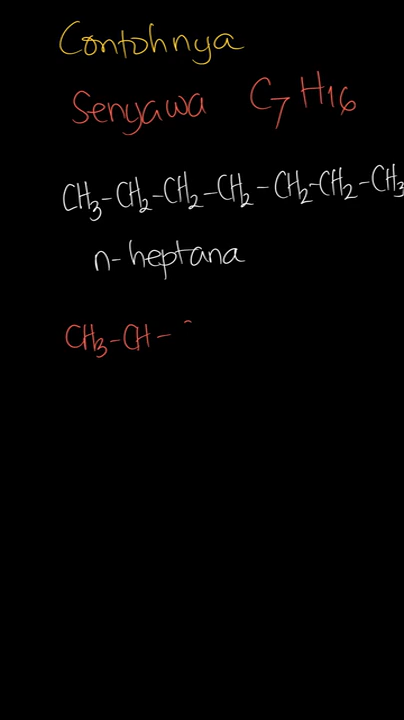 Contohnya
Senyawa C₇H₁₆
CH₃-CH₂-CH₂-CH₂-CH₂-CH₂-CH₃
n-heptana
CH₃-CH-